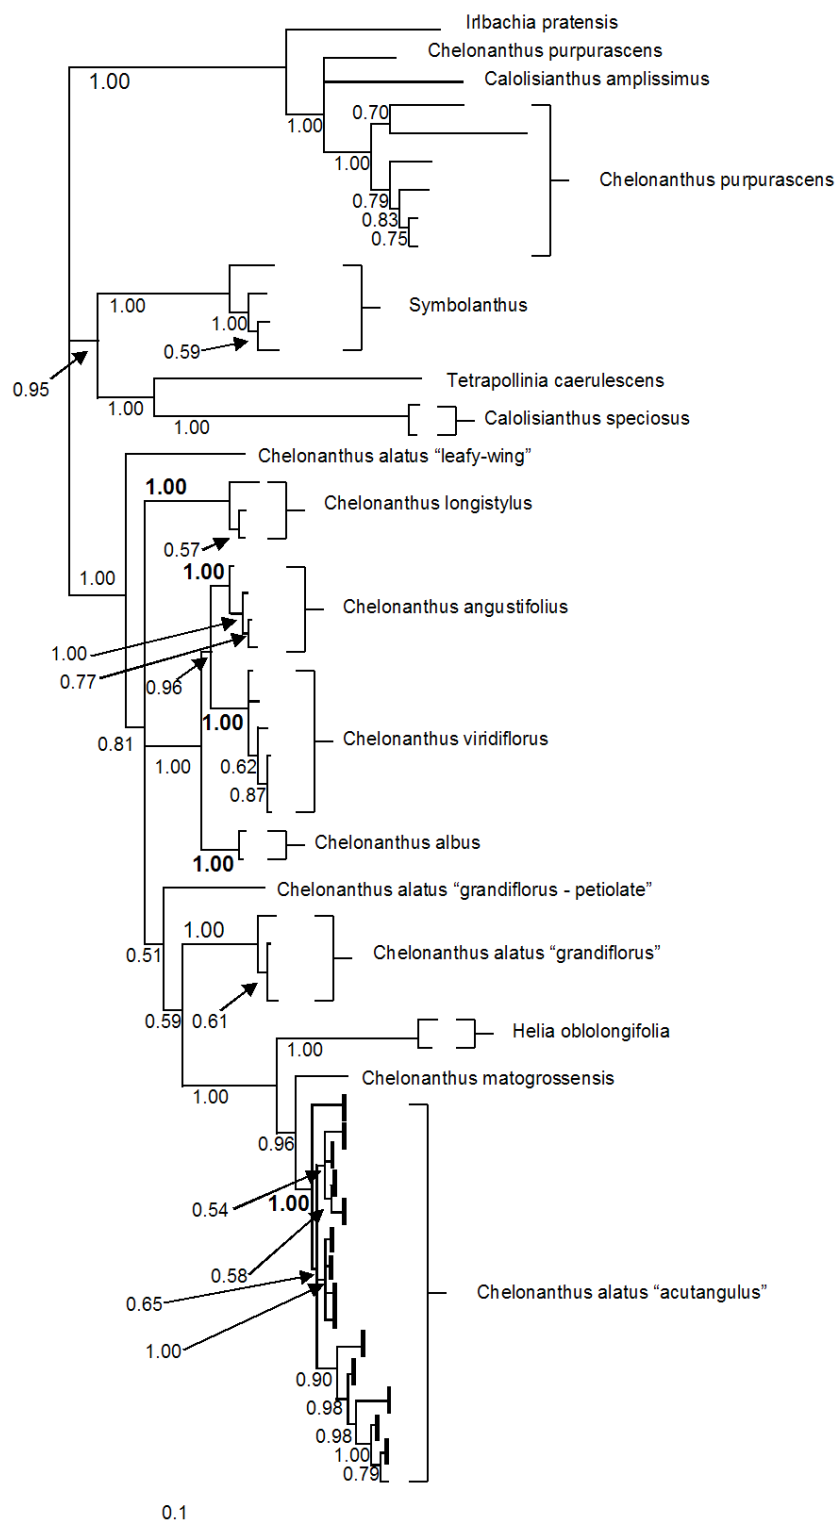 Irlbachia pratensis
Chelonanthus purpurascens
1.00
Calolisianthus amplissimus
0.70
1.00
1.00
Chelonanthus purpurascens
0.79
0.83
0.75
1.00
Symbolanthus
1.00
0.59
0.95
Tetrapollinia caerulescens
1.00
Calolisianthus speciosus
1.00
Chelonanthus alatus “leafy-wing”
1.00
Chelonanthus longistylus
0.57
1.00
1.00
Chelonanthus angustifolius
1.00
0.77
0.96
1.00
Chelonanthus viridiflorus
0.81
1.00
0.62
0.87
Chelonanthus albus
1.00
Chelonanthus alatus “grandiflorus - petiolate”
1.00
0.51
Chelonanthus alatus “grandiflorus”
0.59
0.61
Helia oblolongifolia
1.00
Chelonanthus matogrossensis
1.00
0.96
1.00
0.54
0.58
Chelonanthus alatus “acutangulus”
0.65
1.00
0.90
0.98
0.98
1.00
0.79
0.1